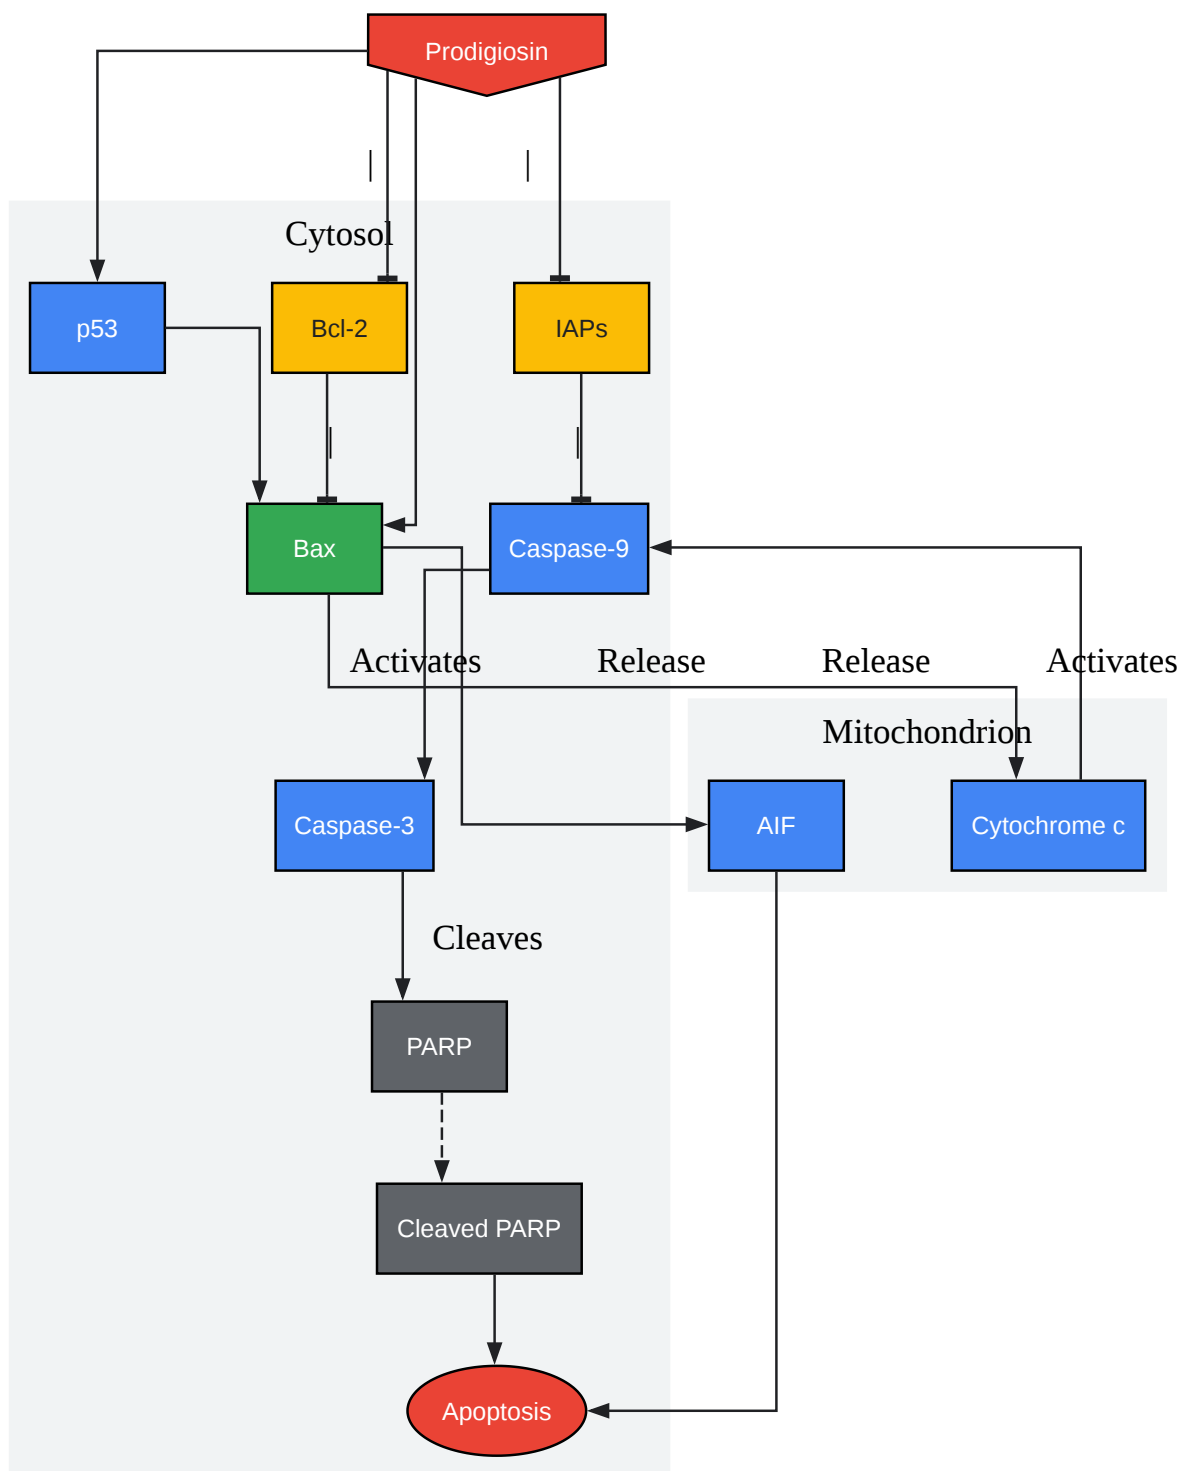 Prodigiosin
|
|
Cytosol
p53
Bcl-2
IAPs
|
|
Bax
Caspase-9
Activates
Release
Release
Activates
Mitochondrion
Caspase-3
AIF
Cytochrome c
Cleaves
PARP
Cleaved PARP
Apoptosis